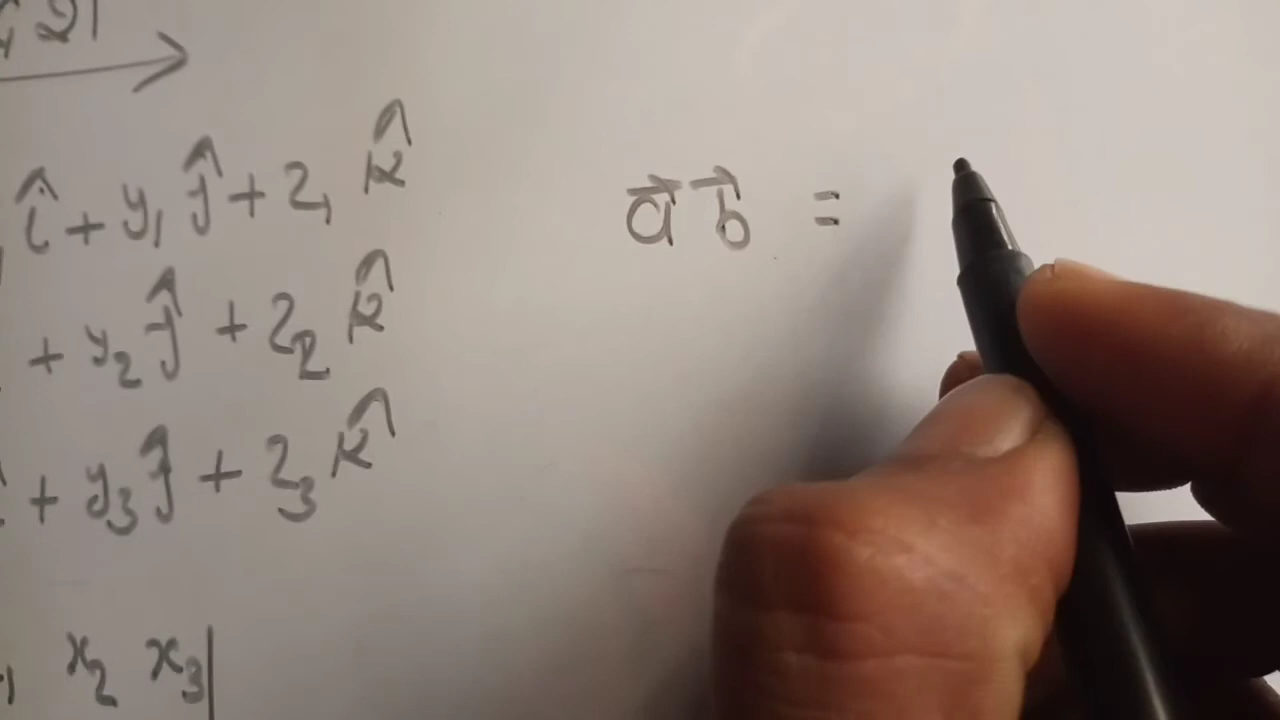 î + y₁ ĵ + z₁ k̂
+ y₂ ĵ + z₂ k̂
+ y₃ ĵ + z₃ k̂
x₂ x₃|
a⃗ b⃗ =